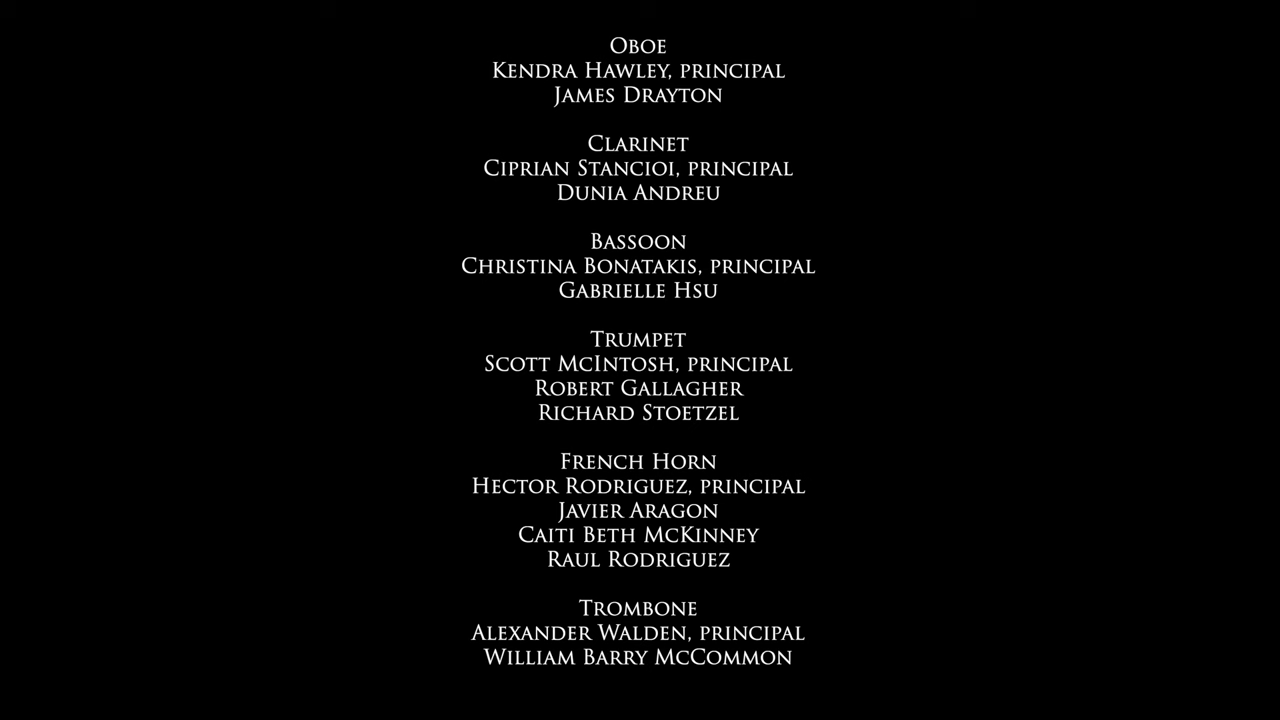 Oboe
Kendra Hawley, principal
James Drayton
Clarinet
Ciprian Stancioi, principal
Dunia Andreu
Bassoon
Christina Bonatakis, principal
Gabrielle Hsu
Trumpet
Scott McIntosh, principal
Robert Gallagher
Richard Stoetzel
French Horn
Hector Rodriguez, principal
Javier Aragon
Caiti Beth McKinney
Raul Rodriguez
Trombone
Alexander Walden, principal
William Barry McCommon